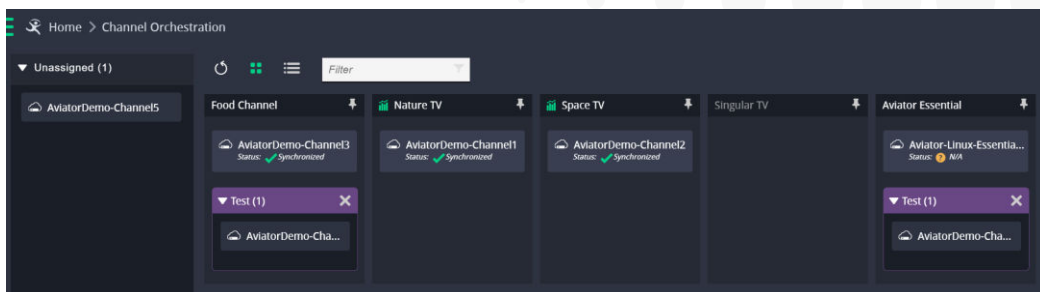 Home > Channel Orchestration
Unassigned (1)
Filter
AviatorDemo-Channel5
Food Channel
Nature TV
Space TV
Singular TV
Aviator Essential
AviatorDemo-Channel3
Status: Synchronized
AviatorDemo-Channel1
Status: Synchronized
AviatorDemo-Channel2
Status: Synchronized
Aviator-Linux-Essentia...
Status: ? N/A
Test (1)
AviatorDemo-Cha...
Test (1)
AviatorDemo-Cha...